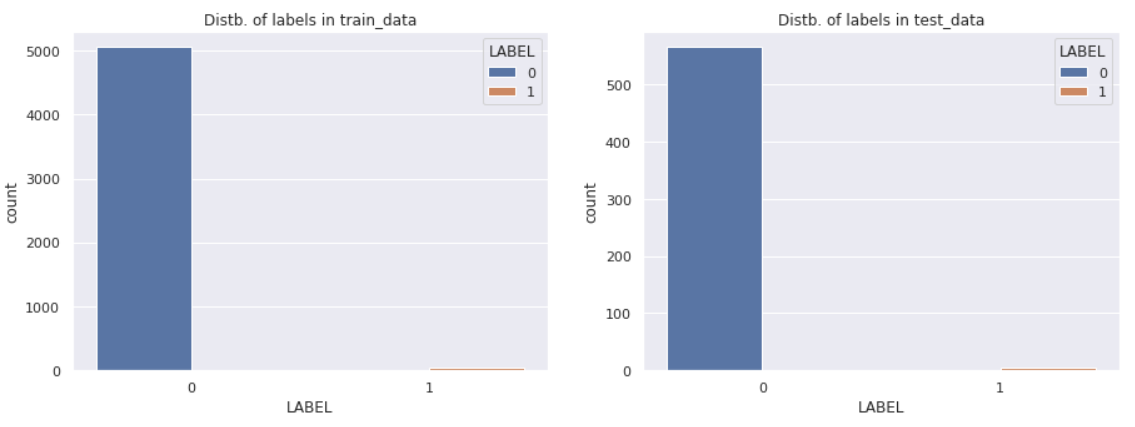 Distb. of labels in train_data
5000
4000
3000
2000
1000
0
count
0
1
LABEL
LABEL
0
1
Distb. of labels in test_data
500
400
300
200
100
0
count
0
1
LABEL
LABEL
0
1